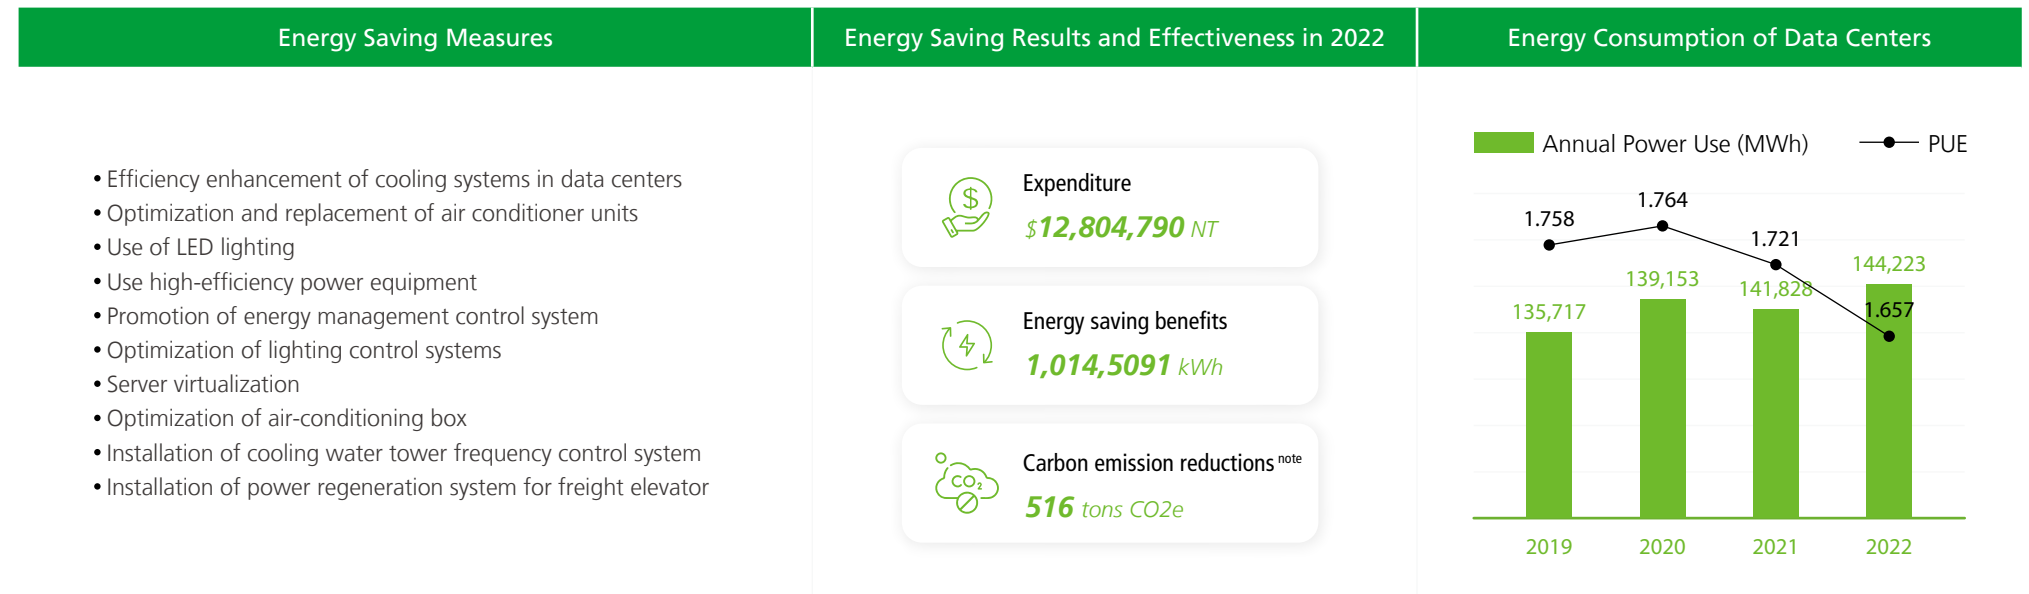 Energy Saving Measures
Energy Saving Results and Effectiveness in 2022
Energy Consumption of Data Centers
• Efficiency enhancement of cooling systems in data centers
• Optimization and replacement of air conditioner units
• Use of LED lighting
• Use high-efficiency power equipment
• Promotion of energy management control system
• Optimization of lighting control systems
• Server virtualization
• Optimization of air-conditioning box
• Installation of cooling water tower frequency control system
• Installation of power regeneration system for freight elevator
$
Expenditure
$12,804,790 NT
Energy saving benefits
1,014,5091 kWh
CO2
Carbon emission reductions note
516 tons CO2e
Annual Power Use (MWh)
PUE
1.758
1.764
1.721
1.657
135,717
139,153
141,828
144,223
2019
2020
2021
2022